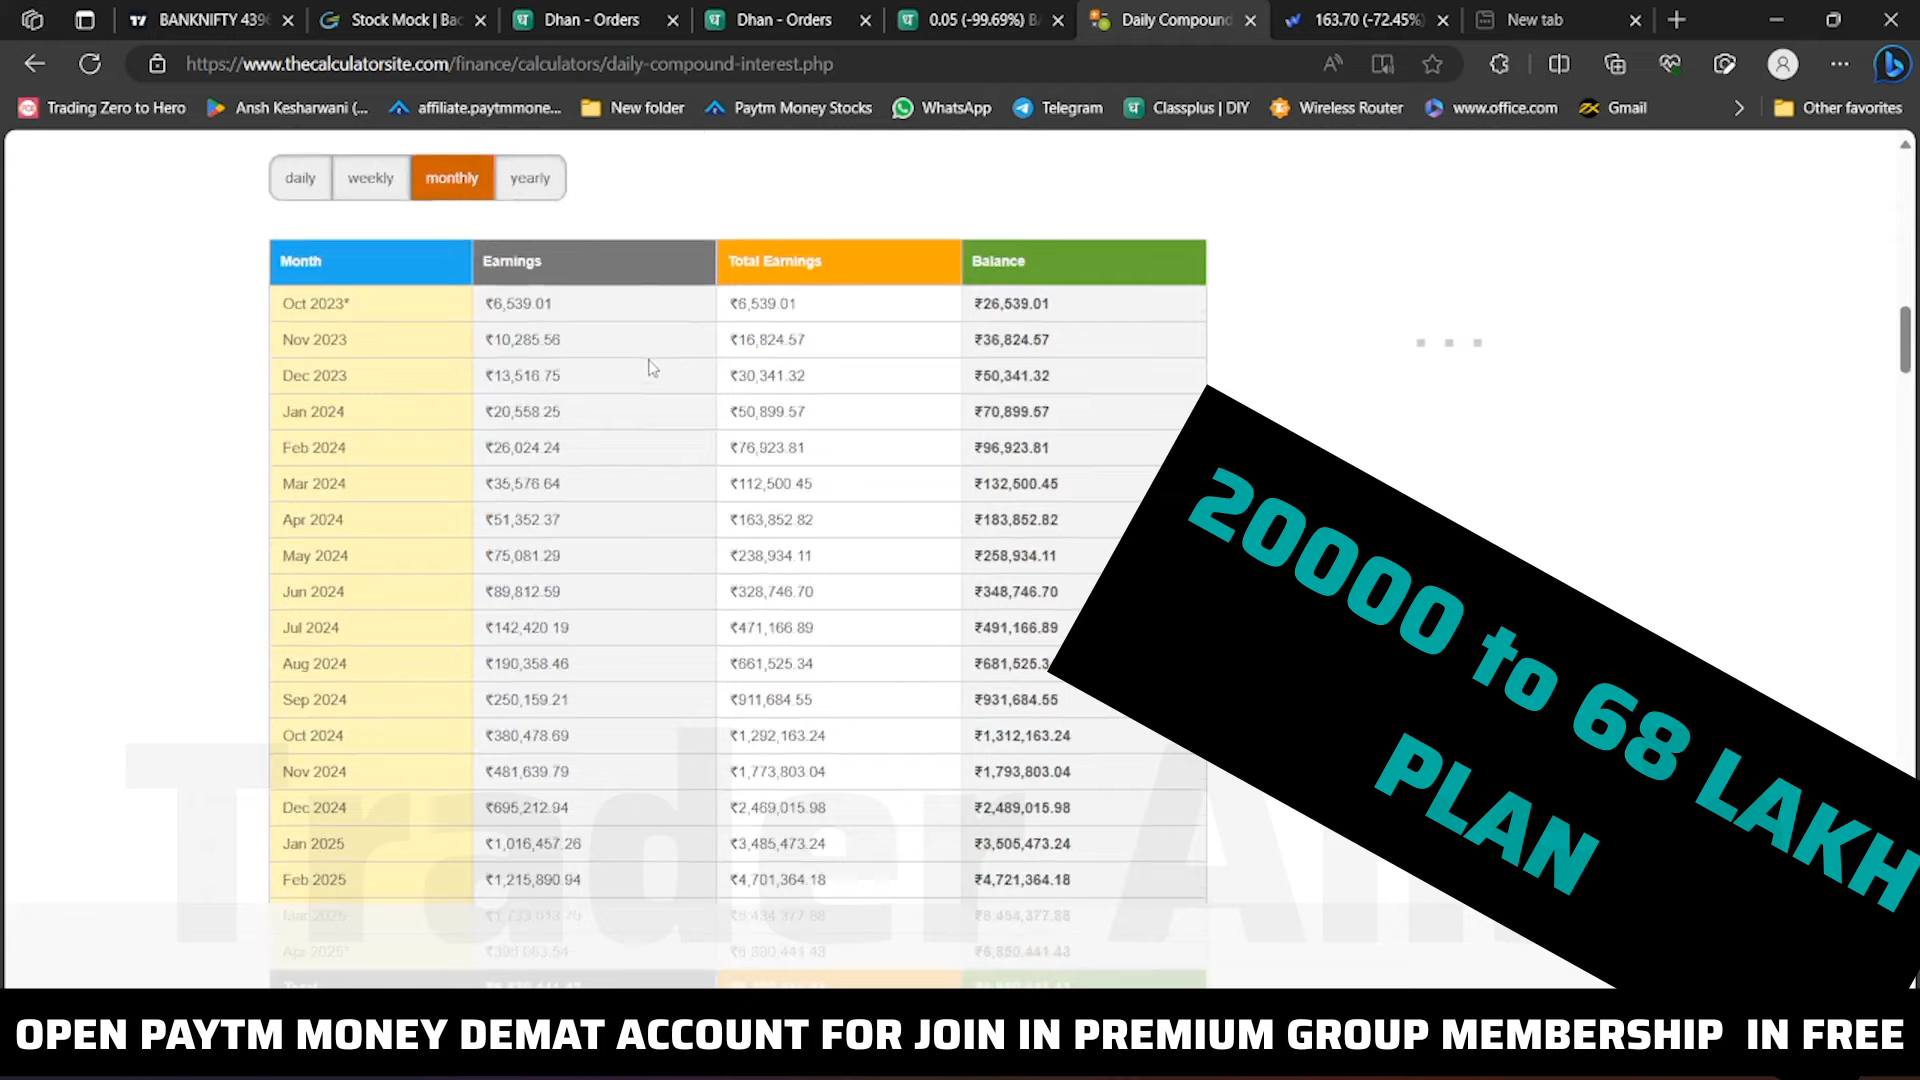 BANKNIFTY 4396
Stock Mock | Bac
Dhan - Orders
Dhan - Orders
0.05 (-99.69%) B
Daily Compound
163.70 (-72.45%)
New tab
https://www.thecalculatorsite.com/finance/calculators/daily-compound-interest.php
Trading Zero to Hero
Ansh Kesharwani (...
affiliate.paytmmone...
New folder
Paytm Money Stocks
WhatsApp
Telegram
Classplus | DIY
Wireless Router
www.office.com
Gmail
Other favorites
daily weekly monthly yearly
Month Earnings Total Earnings Balance
Oct 2023* ₹6,539.01 ₹6,539.01 ₹26,539.01
Nov 2023 ₹10,285.56 ₹16,824.57 ₹36,824.57
Dec 2023 ₹13,516.75 ₹30,341.32 ₹50,341.32
Jan 2024 ₹20,558.25 ₹50,899.57 ₹70,899.57
Feb 2024 ₹26,024.24 ₹76,923.81 ₹96,923.81
Mar 2024 ₹35,576.64 ₹112,500.45 ₹132,500.45
Apr 2024 ₹51,352.37 ₹163,852.82 ₹183,852.82
May 2024 ₹75,081.29 ₹238,934.11 ₹258,934.11
Jun 2024 ₹89,812.59 ₹328,746.70 ₹348,746.70
Jul 2024 ₹142,420.19 ₹471,166.89 ₹491,166.89
Aug 2024 ₹190,358.46 ₹661,525.34 ₹681,525.3
Sep 2024 ₹250,159.21 ₹911,684.55 ₹931,684.55
Oct 2024 ₹380,478.69 ₹1,292,163.24 ₹1,312,163.24
Nov 2024 ₹481,639.79 ₹1,773,803.04 ₹1,793,803.04
Dec 2024 ₹695,212.94 ₹2,469,015.98 ₹2,489,015.98
Jan 2025 ₹1,016,457.26 ₹3,485,473.24 ₹3,505,473.24
Feb 2025 ₹1,215,890.94 ₹4,701,364.18 ₹4,721,364.18
Mar 2025
Apr 2025*
Total
20000 to 68 LAKH
PLAN
Trader
OPEN PAYTM MONEY DEMAT ACCOUNT FOR JOIN IN PREMIUM GROUP MEMBERSHIP IN FREE